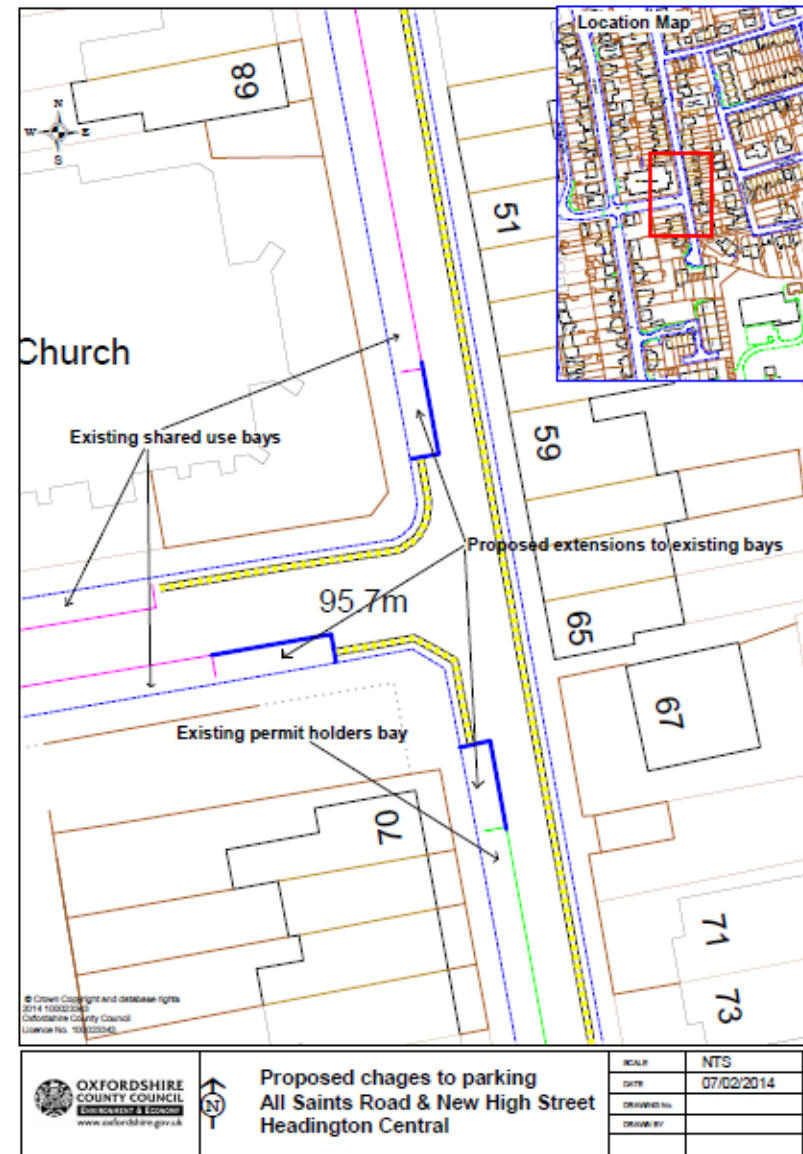 Location Map
68
N
W E
S
51
Church
Existing shared use bays
59
Proposed extensions to existing bays
95.7m
65
67
Existing permit holders bay
70
71
73
© Crown Copyright and database rights
2014 100023343
Oxfordshire County Council
Licence No. 100023343
OXFORDSHIRE
COUNTY COUNCIL
ENVIRONMENT & ECONOMY
www.oxfordshire.gov.uk
N
Proposed chages to parking
All Saints Road & New High Street
Headington Central
SCALE NTS
DATE 07/02/2014
DRAWING No.
DRAWN BY